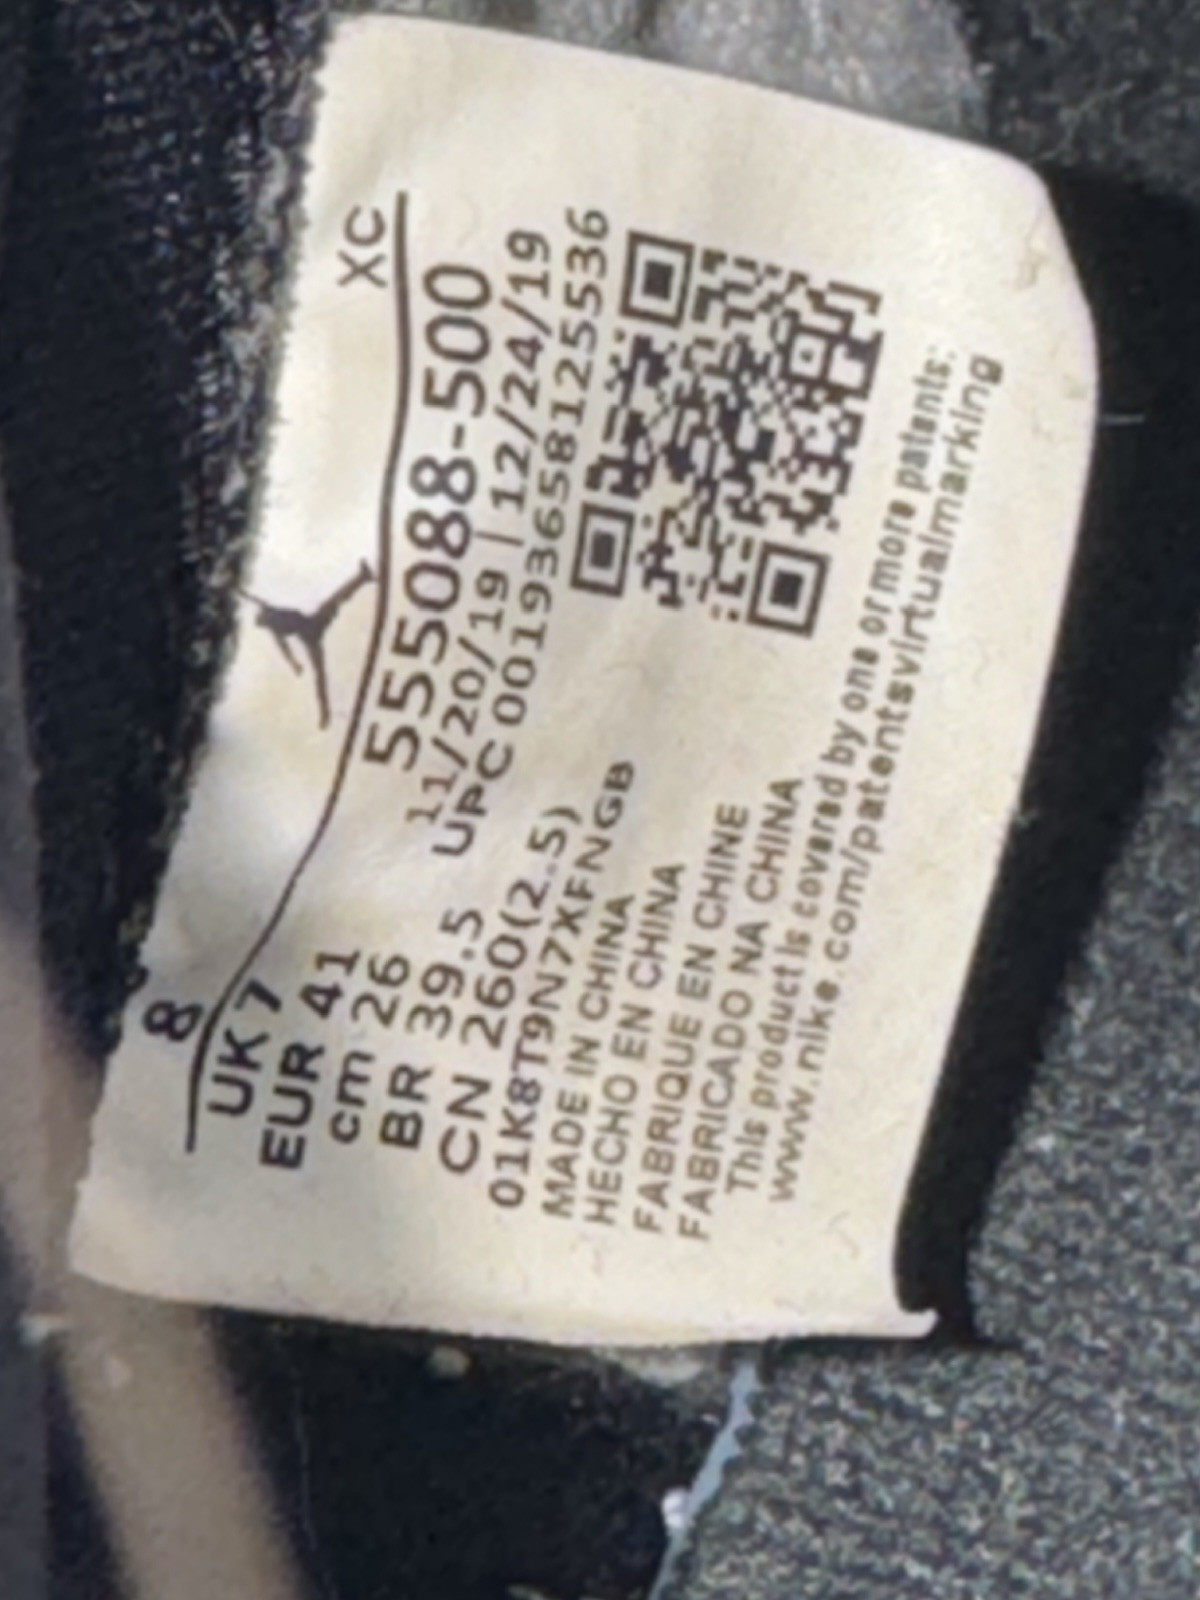 8
XC
UK 7
EUR 41
cm 26
BR 39.5
CN 260(2.5)
555088-500
11/20/19 | 12/24/19
UPC 00193658125536
01K8T9N7XFNGB
MADE IN CHINA
HECHO EN CHINA
FABRIQUE EN CHINE
FABRICADO NA CHINA
This product is covered by one or more patents:
www.nike.com/patentsvirtualmarking